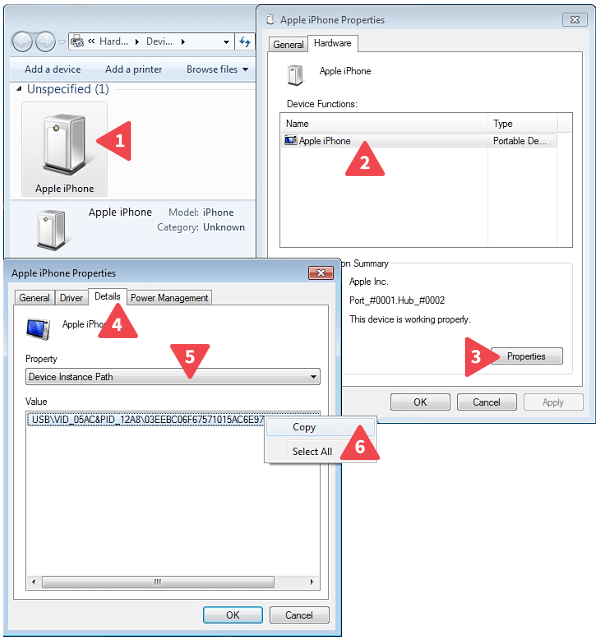 « Hard... Devi...
Add a device Add a printer Browse files
Unspecified (1)
1
Apple iPhone
Apple iPhone Model: iPhone
Category: Unknown
Apple iPhone Properties
General Hardware
Apple iPhone
Device Functions:
Name Type
Apple iPhone Portable De...
2
on Summary
Apple Inc.
Port_#0001.Hub_#0002
This device is working properly.
3 Properties
OK Cancel Apply
Apple iPhone Properties
General Driver Details Power Management
Apple iPho
4
Property
5
Device Instance Path
Value
USB\VID_05AC&PID_12A8\03EEBC06F67571015AC6E97
Copy
Select All
6
OK Cancel